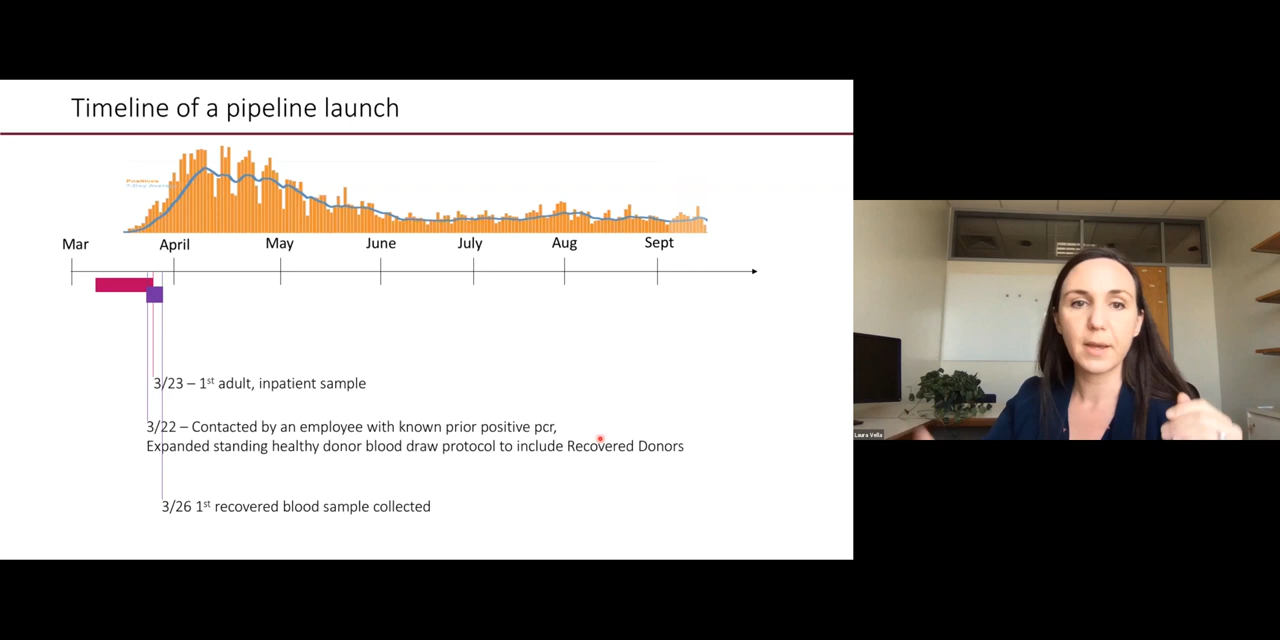 Timeline of a pipeline launch
Positives
Mar April May June July Aug Sept
3/23 – 1st adult, inpatient sample
3/22 – Contacted by an employee with known prior positive pcr,
Expanded standing healthy donor blood draw protocol to include Recovered Donors
3/26 1st recovered blood sample collected
Laura Vella